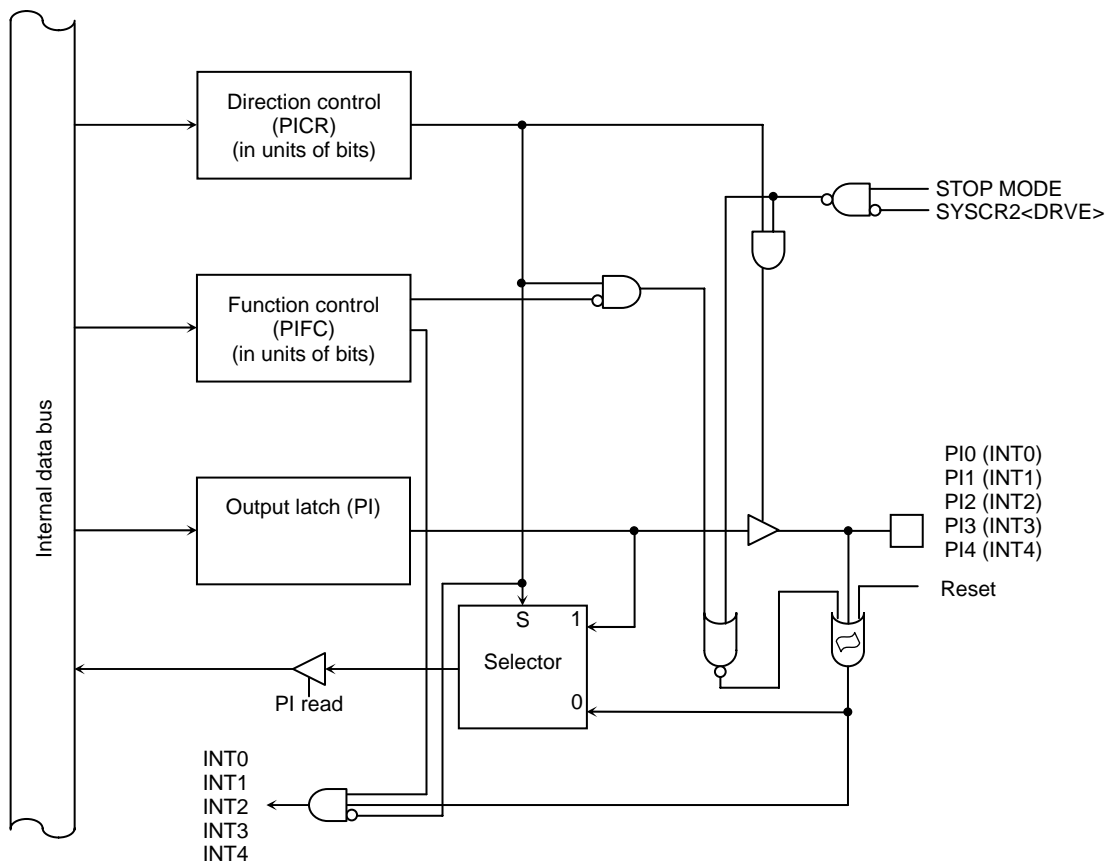 Internal data bus
Direction control
(PICR)
(in units of bits)
STOP MODE
SYSCR2<DRVE>
Function control
(PIFC)
(in units of bits)
Output latch (PI)
PI0 (INT0)
PI1 (INT1)
PI2 (INT2)
PI3 (INT3)
PI4 (INT4)
Reset
S
1
Selector
0
PI read
INT0
INT1
INT2
INT3
INT4